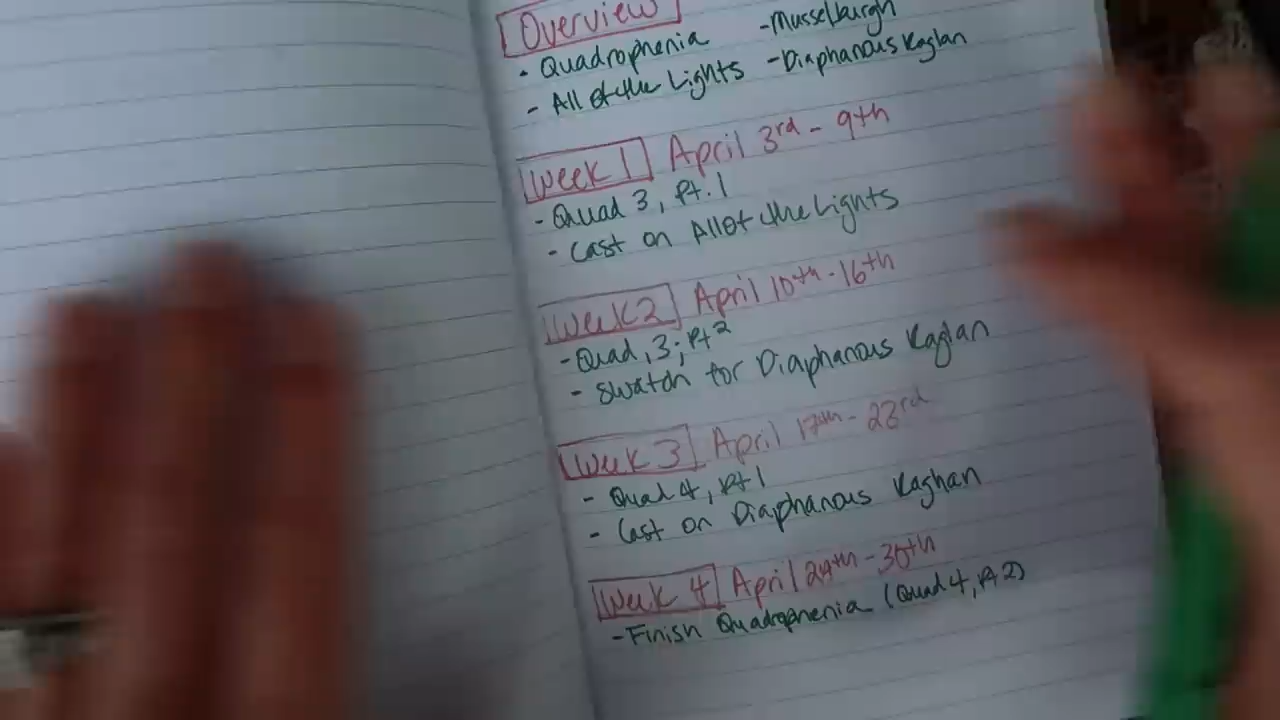 Overview
• Quadrophenia - Musselburgh
- All of the Lights - Diaphanous Raglan
Week 1 April 3rd - 9th
- Quad 3, Pt. 1
- Cast on All of the Lights
Week 2 April 10th - 16th
- Quad, 3; Pt 2
- Swatch for Diaphanous Raglan
Week 3 April 17th - 23rd
- Quad 4, Pt 1
- Cast on Diaphanous Raghan
Week 4 April 24th - 30th
- Finish Quadrophenia (Quad 4, Pt 2)